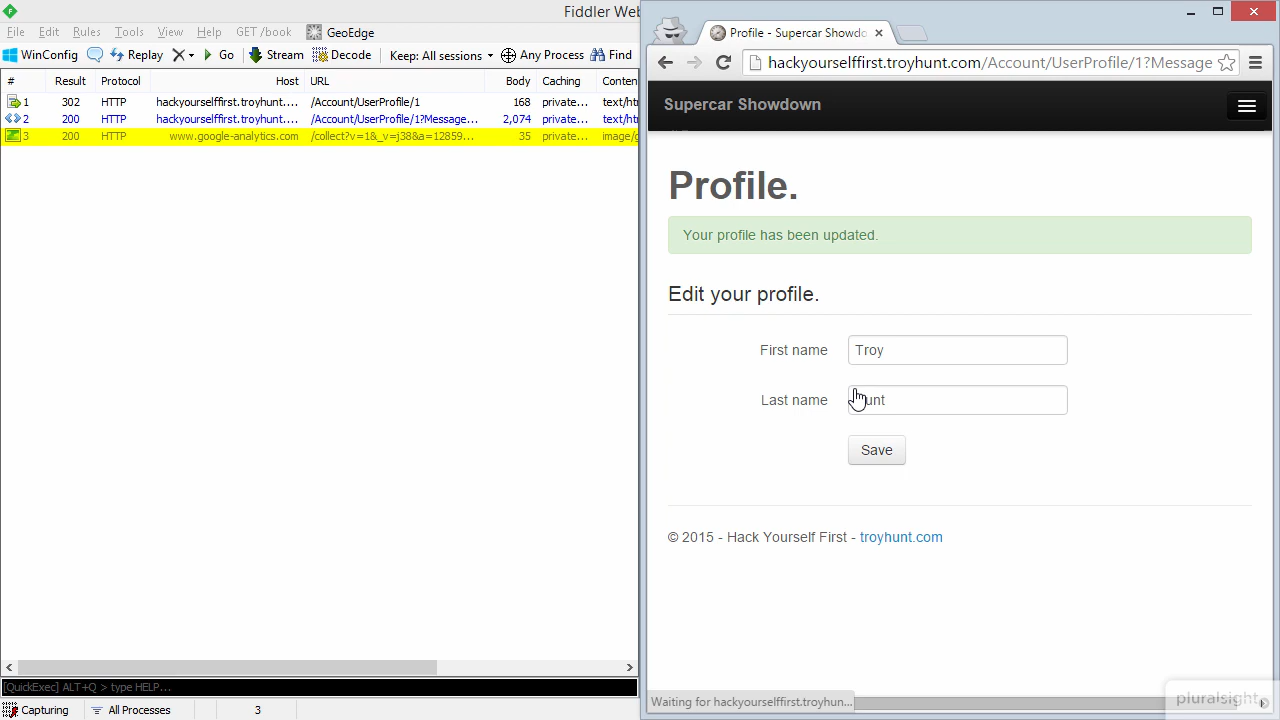 Fiddler Web
File Edit Rules Tools View Help GET /book GeoEdge
WinConfig Replay Go Stream Decode Keep: All sessions Any Process Find
# Result Protocol Host URL Body Caching Conten
1 302 HTTP hackyourselffirst.troyhunt.... /Account/UserProfile/1 168 private... text/ht
2 200 HTTP hackyourselffirst.troyhunt.... /Account/UserProfile/1?Messag... 2,074 private... text/ht
3 200 HTTP www.google-analytics.com /collect?v=1&_v=j38&a=12859... 35 private... image/g
[QuickExec] ALT+Q > type HELP...
Capturing All Processes 3
Profile - Supercar Showdo
hackyourselffirst.troyhunt.com/Account/UserProfile/1?Message
Supercar Showdown
Profile.
Your profile has been updated.
Edit your profile.
First name Troy
Last name unt
Save
© 2015 - Hack Yourself First - troyhunt.com
Waiting for hackyourselffirst.troyhun...
pluralsight